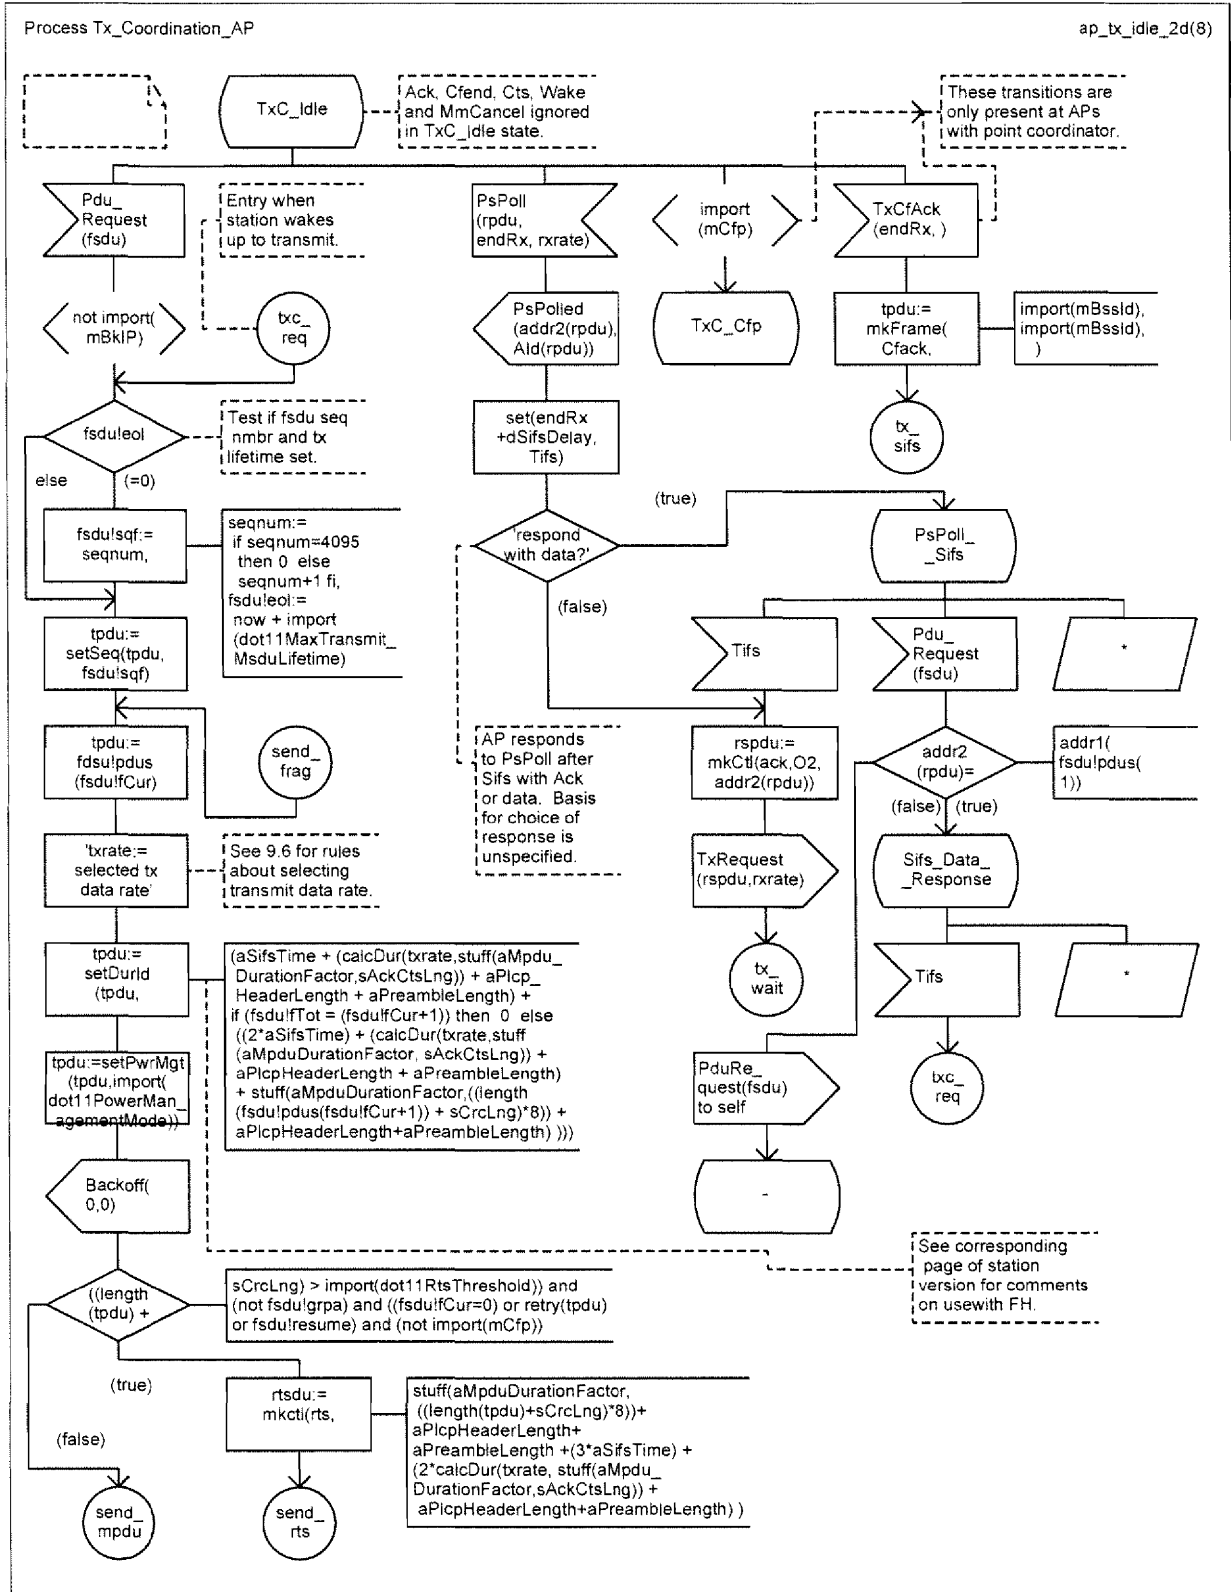 Process Tx_Coordination_AP
ap_tx_idle_2d(8)
TxC_Idle
Ack, Cfend, Cts, Wake
and MmCancel ignored
in TxC_Idle state.
These transitions are
only present at APs
with point coordinator.
Pdu_
Request
(fsdu)
Entry when
station wakes
up to transmit.
PsPoll
(rpdu,
endRx, rxrate)
import
(mCfp)
TxCfAck
(endRx, )
not import(
mBkIP)
txc_
req
PsPolled
(addr2(rpdu),
AId(rpdu))
TxC_Cfp
tpdu:=
mkFrame(
Cfack,
import(mBssId),
import(mBssId),
)
fsdu!eol
Test if fsdu seq
nmbr and tx
lifetime set.
set(endRx
+dSifsDelay,
Tifs)
tx_
sifs
else
(=0)
(true)
fsdu!sqf:=
seqnum,
seqnum:=
if seqnum=4095
then 0 else
seqnum+1 fi,
fsdu!eol:=
now + import
(dot11MaxTransmit_
MsduLifetime)
'respond
with data?'
PsPoll_
_Sifs
(false)
tpdu:=
setSeq(tpdu,
fsdu!sqf)
Tifs
Pdu_
Request
(fsdu)
*
tpdu:=
fdsu!pdus
(fsdu!fCur)
send_
frag
AP responds
to PsPoll after
Sifs with Ack
or data. Basis
for choice of
response is
unspecified.
rspdu:=
mkCtl(ack,O2,
addr2(rpdu))
addr2
(rpdu)=
addr1(
fsdu!pdus(
1))
(false)
(true)
'txrate:=
selected tx
data rate'
See 9.6 for rules
about selecting
transmit data rate.
TxRequest
(rspdu,rxrate)
Sifs_Data_
_Response
tpdu:=
setDurId
(tpdu,
(aSifsTime + (calcDur(txrate,stuff(aMpdu_
DurationFactor,sAckCtsLng)) + aPlcp_
HeaderLength + aPreambleLength) +
if (fsdu!fTot = (fsdu!fCur+1)) then 0 else
((2*aSifsTime) + (calcDur(txrate,stuff
(aMpduDurationFactor, sAckCtsLng)) +
aPlcpHeaderLength + aPreambleLength)
+ stuff(aMpduDurationFactor,((length
(fsdu!pdus(fsdu!fCur+1)) + sCrcLng)*8)) +
aPlcpHeaderLength+aPreambleLength) )))
tx_
wait
Tifs
*
tpdu:=setPwrMgt
(tpdu,import(
dot11PowerMan_
agementMode))
PduRe_
quest(fsdu)
to self
txc_
req
Backoff(
0,0)
-
See corresponding
page of station
version for comments
on usewith FH.
((length
(tpdu) +
sCrcLng) > import(dot11RtsThreshold)) and
(not fsdu!grpa) and ((fsdu!fCur=0) or retry(tpdu)
or fsdu!resume) and (not import(mCfp))
(true)
(false)
rtsdu:=
mkctl(rts,
stuff(aMpduDurationFactor,
((length(tpdu)+sCrcLng)*8))+
aPlcpHeaderLength+
aPreambleLength +(3*aSifsTime) +
(2*calcDur(txrate, stuff(aMpdu_
DurationFactor,sAckCtsLng)) +
aPlcpHeaderLength+aPreambleLength) )
send_
mpdu
send_
rts